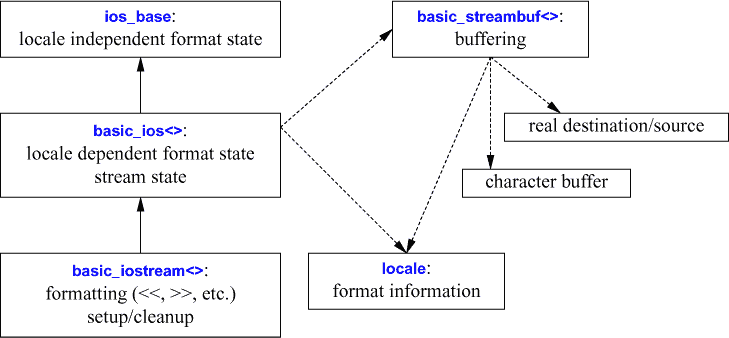 ios_base:
locale independent format state
basic_streambuf<>:
buffering
basic_ios<>:
locale dependent format state
stream state
real destination/source
character buffer
basic_iostream<>:
formatting (<<, >>, etc.)
setup/cleanup
locale:
format information